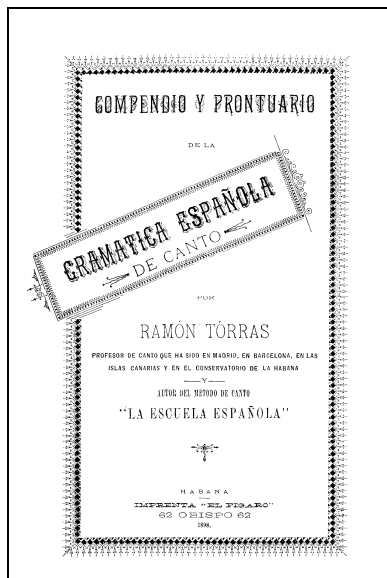 COMPENDIO Y PRONTUARIO
DE LA
GRAMATICA ESPAÑOLA
DE CANTO
POR
RAMÓN TÓRRAS
PROFESOR DE CANTO QUE HA SIDO EN MADRID, EN BARCELONA, EN LAS
ISLAS CANARIAS Y EN EL CONSERVATORIO DE LA HABANA
—Y—
AUTOR DEL METODO DE CANTO
"LA ESCUELA ESPAÑOLA"
HABANA
IMPRENTA "EL FIGARO"
62 OBISPO 62
1898.